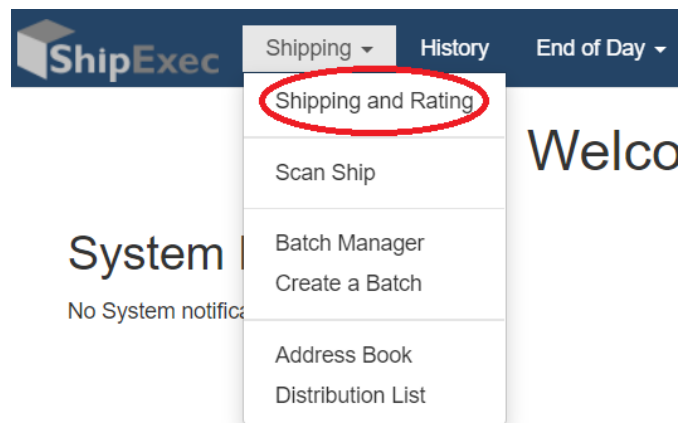 ShipExec Shipping History End of Day
Shipping and Rating
Welco
Scan Ship
System
Batch Manager
Create a Batch
No System notific
Address Book
Distribution List